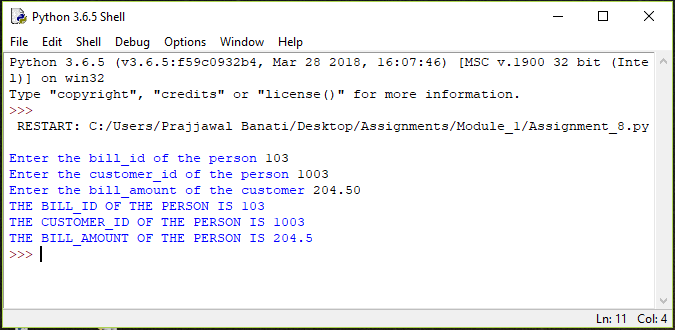 Python 3.6.5 Shell
File Edit Shell Debug Options Window Help
Python 3.6.5 (v3.6.5:f59c0932b4, Mar 28 2018, 16:07:46) [MSC v.1900 32 bit (Inte
l)] on win32
Type "copyright", "credits" or "license()" for more information.
>>>
RESTART: C:/Users/Prajjawal Banati/Desktop/Assignments/Module_1/Assignment_8.py
Enter the bill_id of the person 103
Enter the customer_id of the person 1003
Enter the bill_amount of the customer 204.50
THE BILL_ID OF THE PERSON IS 103
THE CUSTOMER_ID OF THE PERSON IS 1003
THE BILL_AMOUNT OF THE PERSON IS 204.5
>>>
Ln: 11 Col: 4